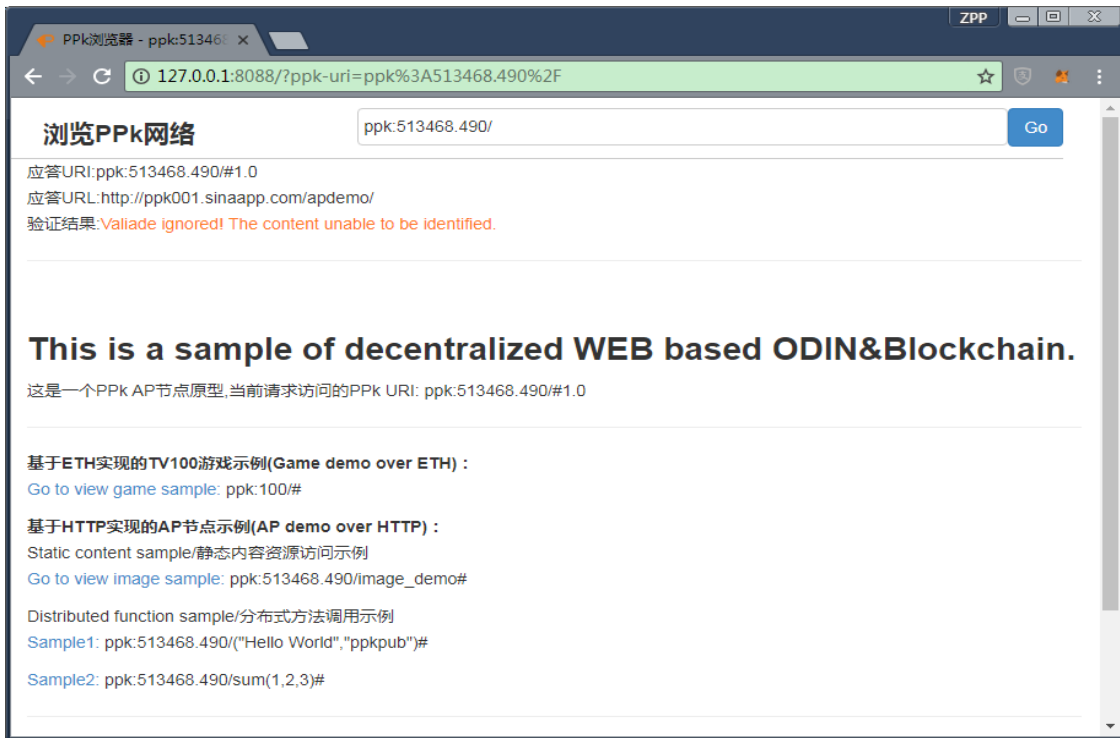 ZPP
PPk浏览器 - ppk:51346
127.0.0.1:8088/?ppk-uri=ppk%3A513468.490%2F
浏览PPk网络
ppk:513468.490/
Go
应答URI:ppk:513468.490/#1.0
应答URL:http://ppk001.sinaapp.com/apdemo/
验证结果:Valiade ignored! The content unable to be identified.
This is a sample of decentralized WEB based ODIN&Blockchain.
这是一个PPk AP节点原型,当前请求访问的PPk URI: ppk:513468.490/#1.0
基于ETH实现的TV100游戏示例(Game demo over ETH)：
Go to view game sample: ppk:100/#
基于HTTP实现的AP节点示例(AP demo over HTTP)：
Static content sample/静态内容资源访问示例
Go to view image sample: ppk:513468.490/image_demo#
Distributed function sample/分布式方法调用示例
Sample1: ppk:513468.490/("Hello World","ppkpub")#
Sample2: ppk:513468.490/sum(1,2,3)#